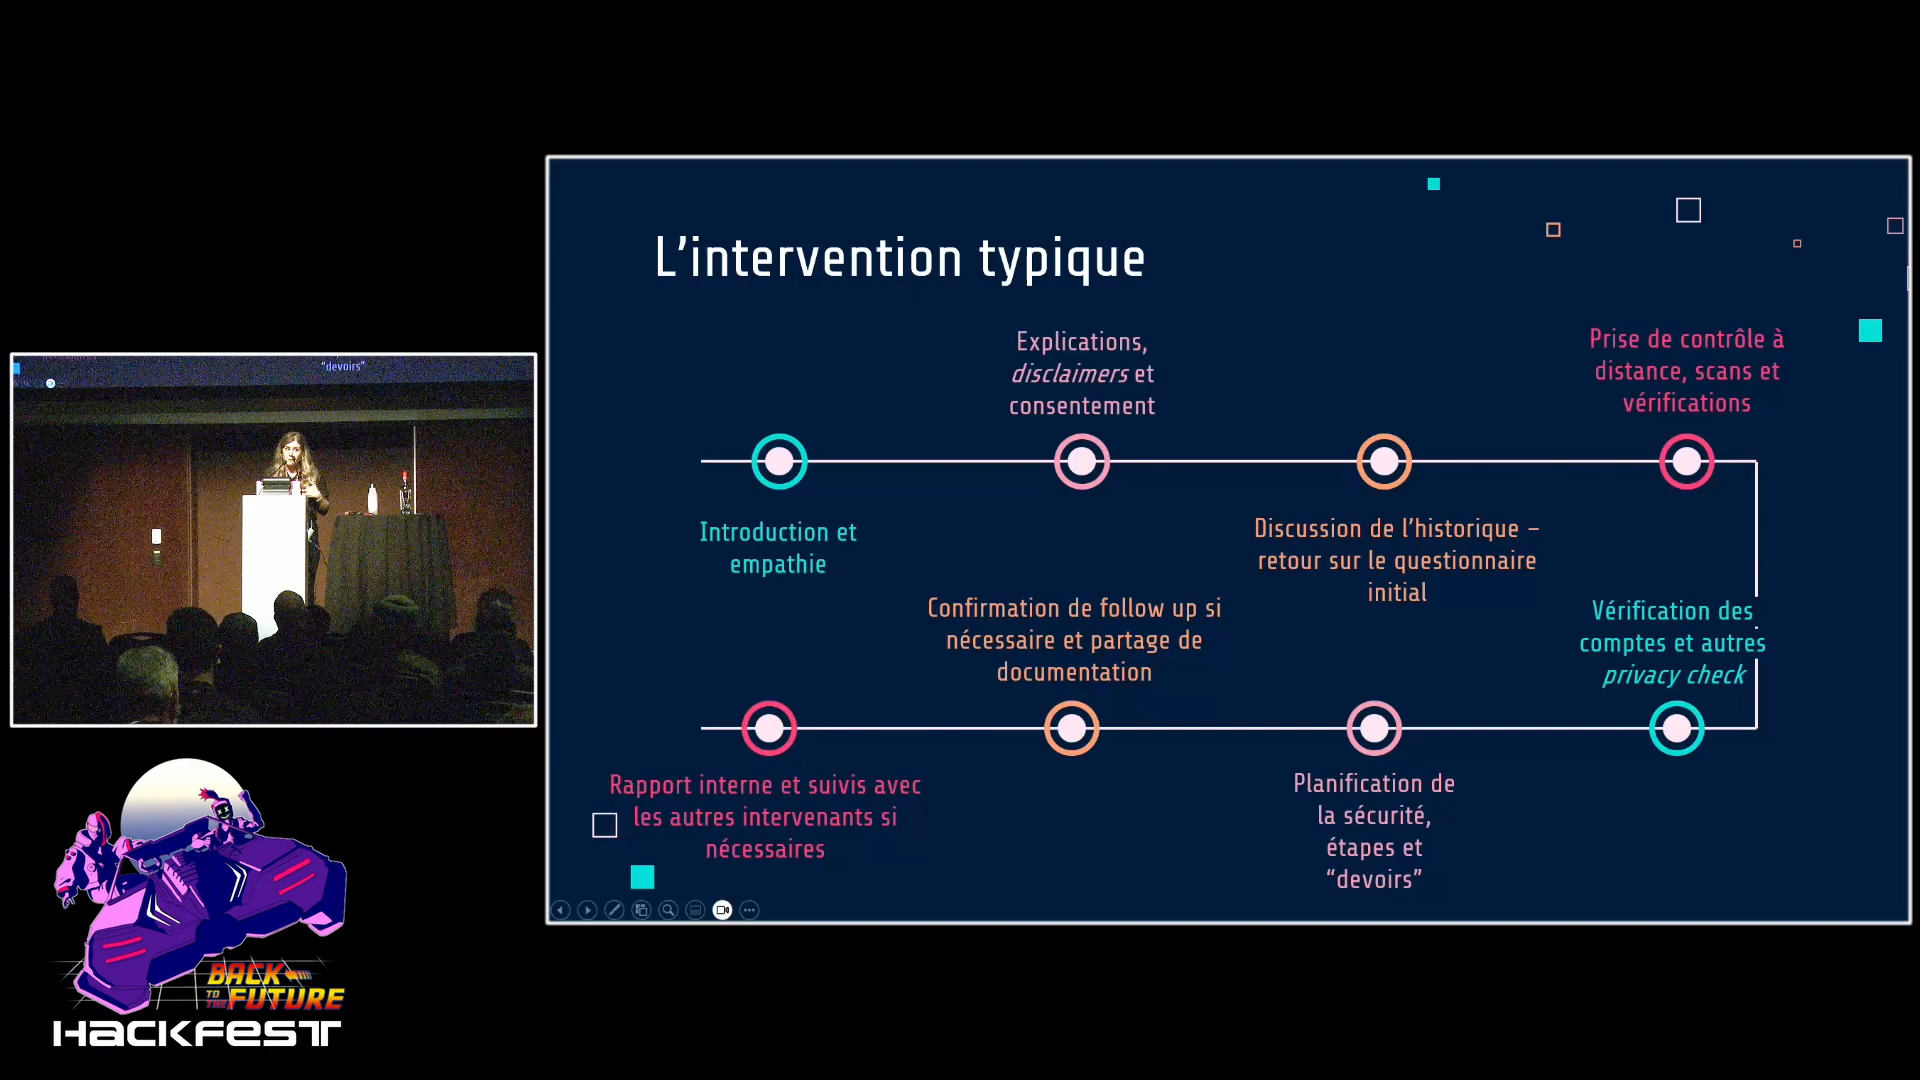 L’intervention typique
Explications,
disclaimers et
consentement
Prise de contrôle à
distance, scans et
vérifications
Introduction et
empathie
Discussion de l’historique –
retour sur le questionnaire
initial
Vérification des
comptes et autres
privacy check
Confirmation de follow up si
nécessaire et partage de
documentation
Planification de
la sécurité,
étapes et
“devoirs”
Rapport interne et suivis avec
les autres intervenants si
nécessaires
“devoirs”
BACK
TO THE FUTURE
HACKFEST